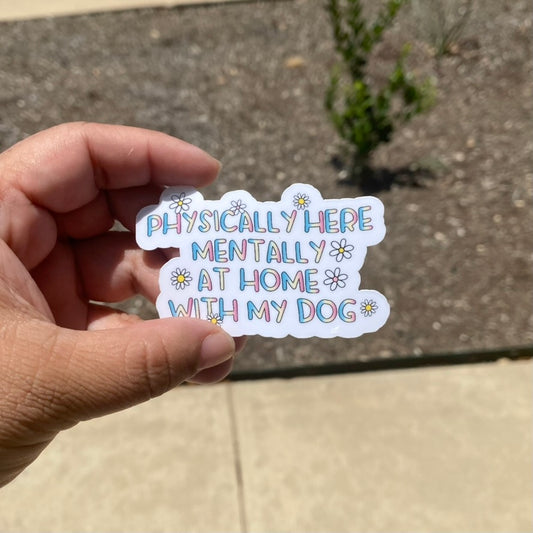 PHYSICALLY HERE
MENTALLY
AT HOME
WITH MY DOG